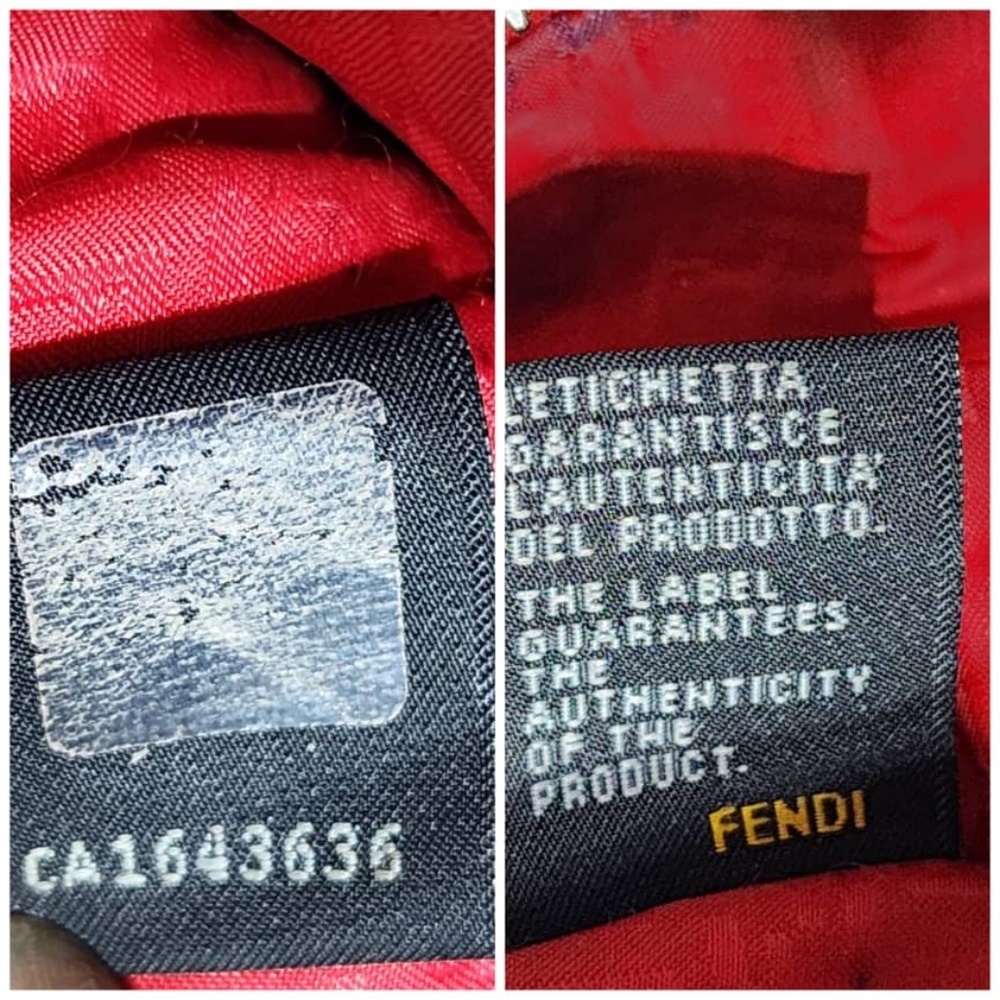 CA1643636
L'ETICHETTA
GARANTISCE
L'AUTENTICITA'
DEL PRODOTTO.
THE LABEL
GUARANTEES
THE
AUTHENTICITY
OF THE
PRODUCT.
FENDI